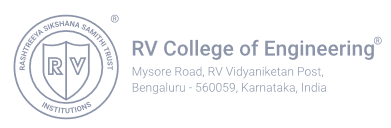 RASHTREEYA SIKSHANA SAMITHI TRUST
RV
INSTITUTIONS
®
RV College of Engineering®
Mysore Road, RV Vidyaniketan Post,
Bengaluru - 560059, Karnataka, India